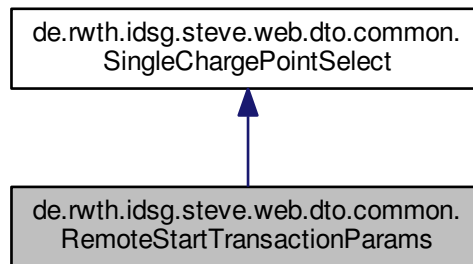 de.rwth.idsg.steve.web.dto.common.
SingleChargePointSelect
de.rwth.idsg.steve.web.dto.common.
RemoteStartTransactionParams